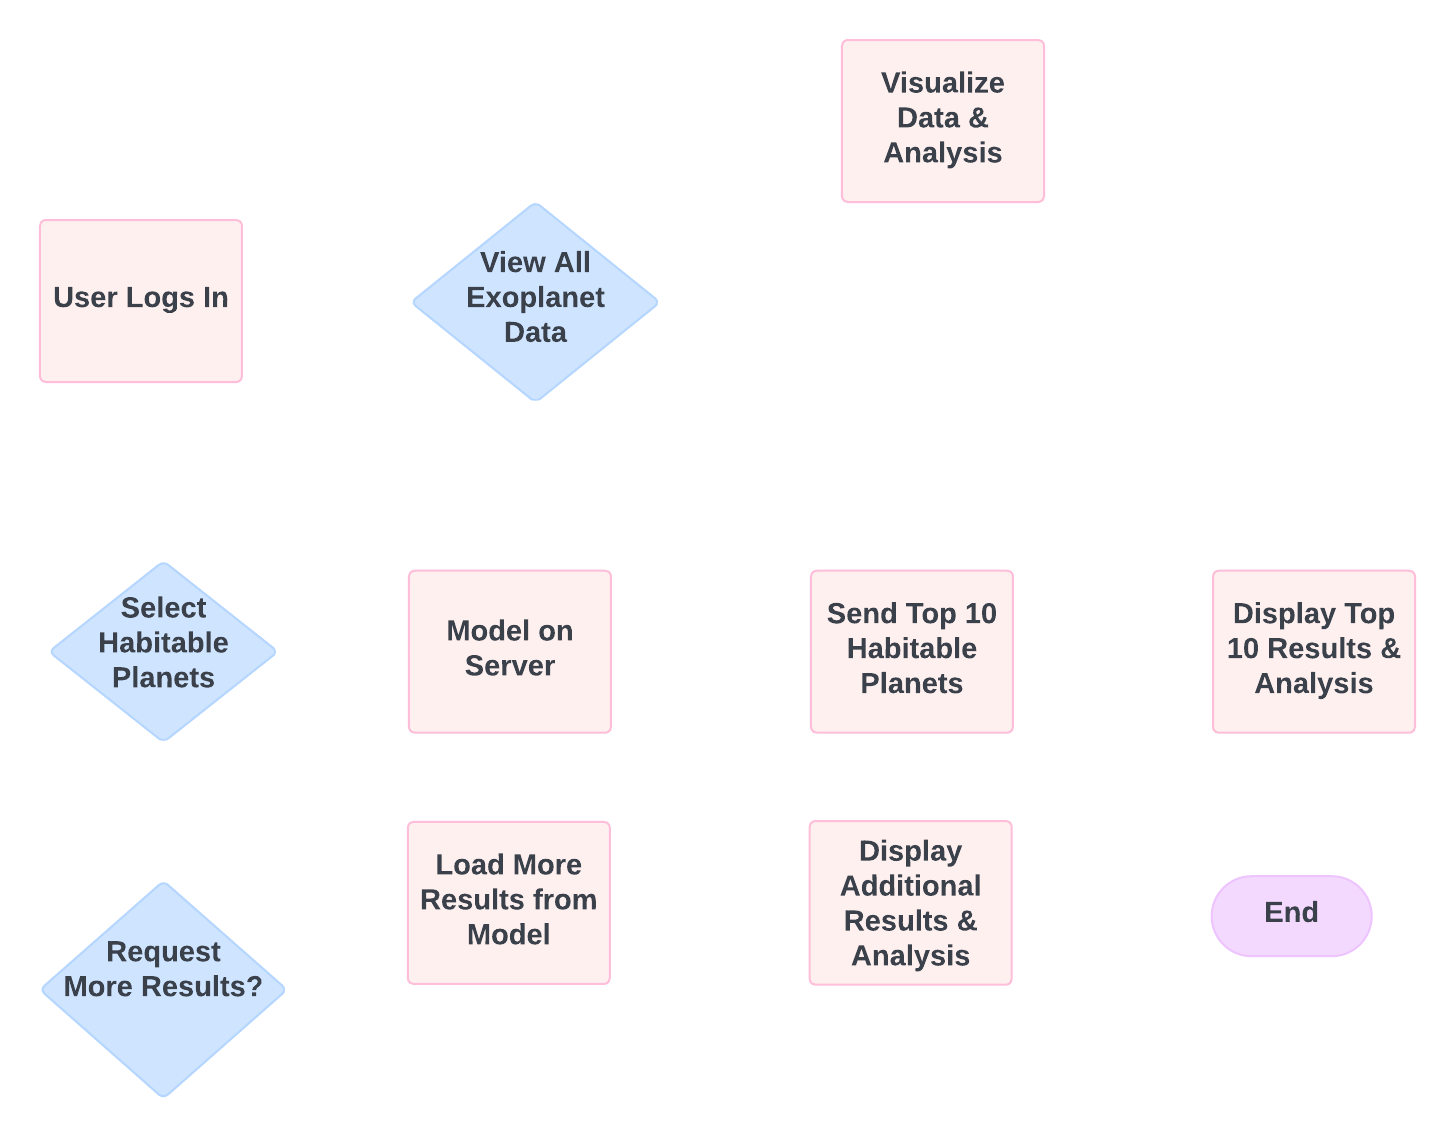 Visualize
Data &
Analysis
User Logs In
View All
Exoplanet
Data
Select
Habitable
Planets
Model on
Server
Send Top 10
Habitable
Planets
Display Top
10 Results &
Analysis
Request
More Results?
Load More
Results from
Model
Display
Additional
Results &
Analysis
End